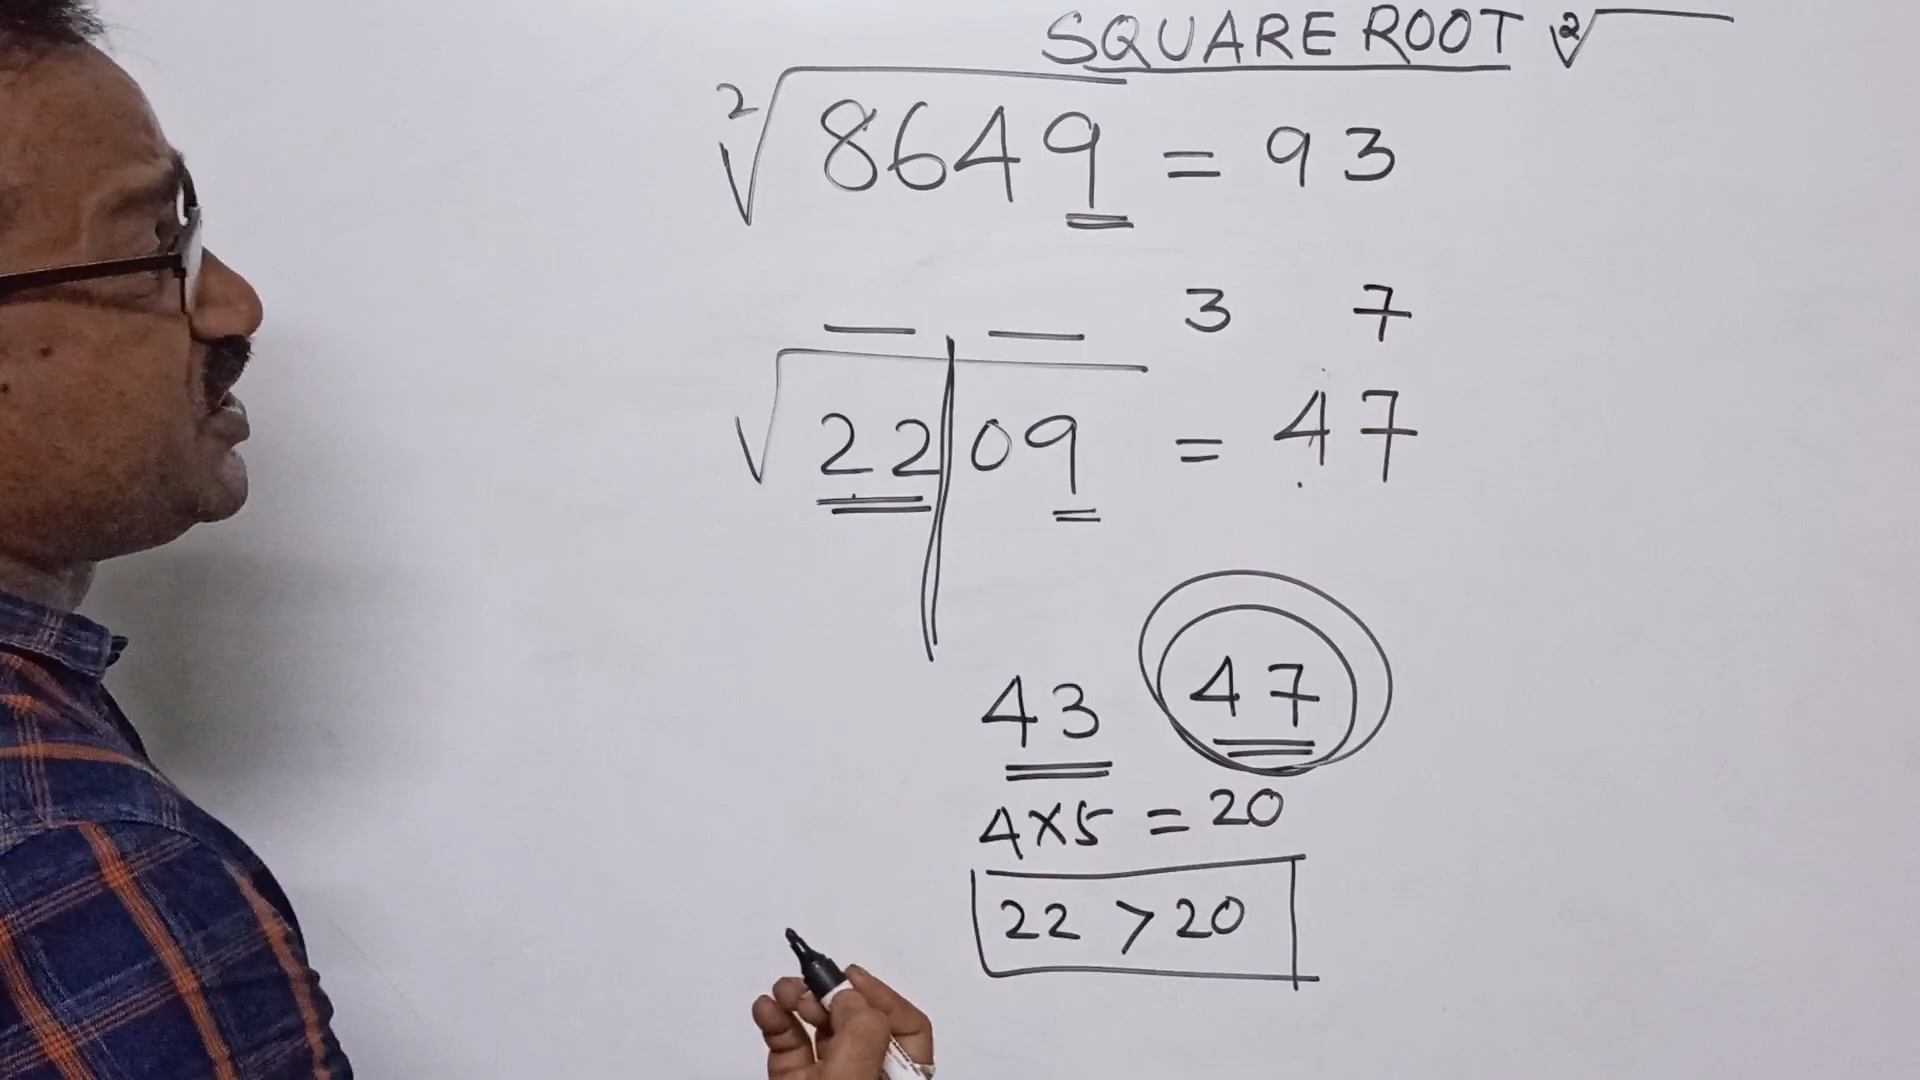 SQUARE ROOT ²√
²√8649 = 93
3 7
√22|09 = 47
43 47
4×5 = 20
22 > 20